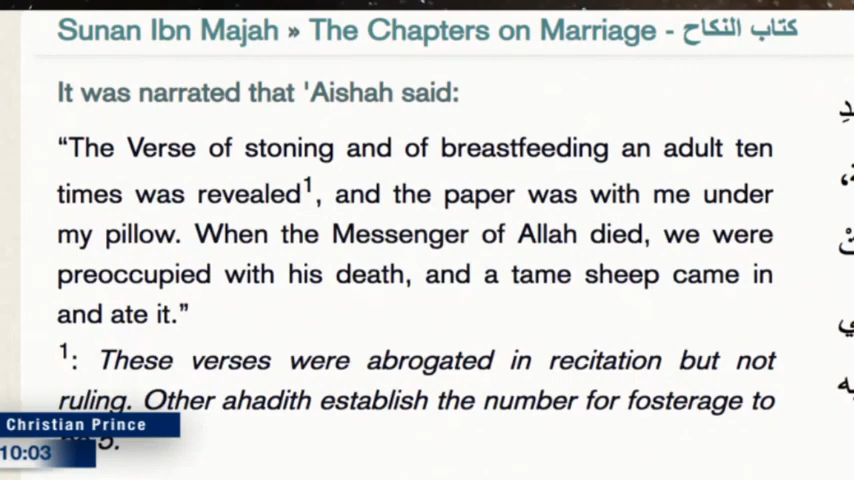 Sunan Ibn Majah » The Chapters on Marriage - كتاب النكاح
It was narrated that 'Aishah said:
“The Verse of stoning and of breastfeeding an adult ten
times was revealed¹, and the paper was with me under
my pillow. When the Messenger of Allah died, we were
preoccupied with his death, and a tame sheep came in
and ate it.”
¹: These verses were abrogated in recitation but not
ruling. Other ahadith establish the number for fosterage to
5.
Christian Prince
10:03